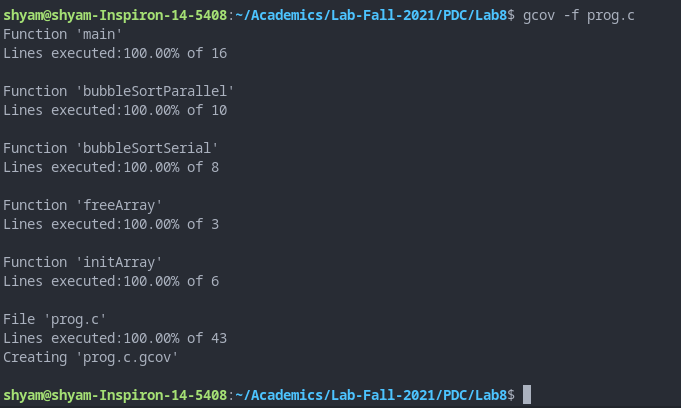 shyam@shyam-Inspiron-14-5408:~/Academics/Lab-Fall-2021/PDC/Lab8$ gcov -f prog.c
Function 'main'
Lines executed:100.00% of 16
Function 'bubbleSortParallel'
Lines executed:100.00% of 10
Function 'bubbleSortSerial'
Lines executed:100.00% of 8
Function 'freeArray'
Lines executed:100.00% of 3
Function 'initArray'
Lines executed:100.00% of 6
File 'prog.c'
Lines executed:100.00% of 43
Creating 'prog.c.gcov'
shyam@shyam-Inspiron-14-5408:~/Academics/Lab-Fall-2021/PDC/Lab8$